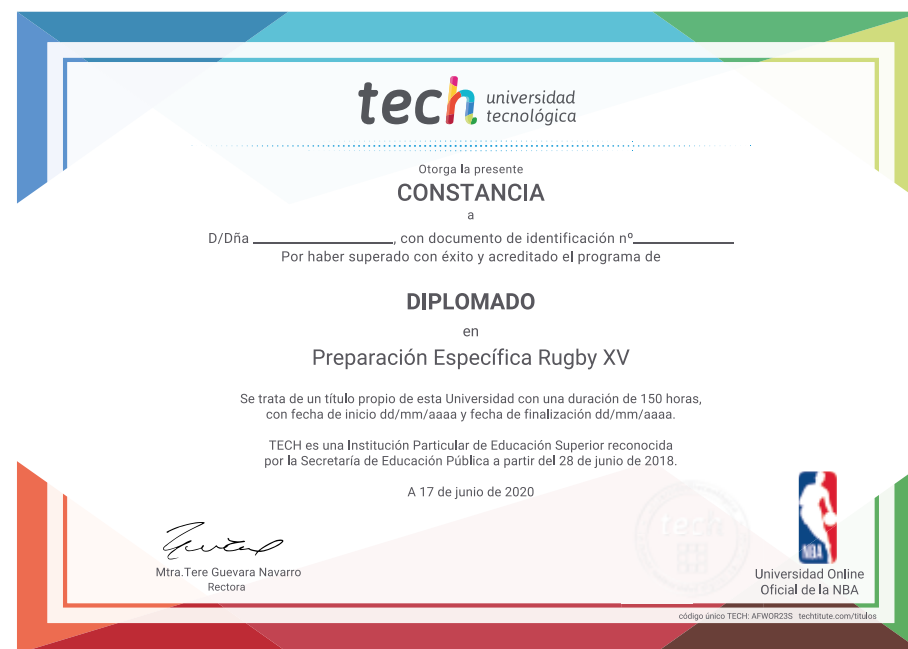 tech universidad
tecnológica
Otorga la presente
CONSTANCIA
a
D/Dña ________________, con documento de identificación nº____________
Por haber superado con éxito y acreditado el programa de
DIPLOMADO
en
Preparación Específica Rugby XV
Se trata de un título propio de esta Universidad con una duración de 150 horas,
con fecha de inicio dd/mm/aaaa y fecha de finalización dd/mm/aaaa.
TECH es una Institución Particular de Educación Superior reconocida
por la Secretaría de Educación Pública a partir del 28 de junio de 2018.
A 17 de junio de 2020
tech
NBA
Mtra.Tere Guevara Navarro
Rectora
Universidad Online
Oficial de la NBA
código único TECH: AFWOR23S techtitute.com/titulos